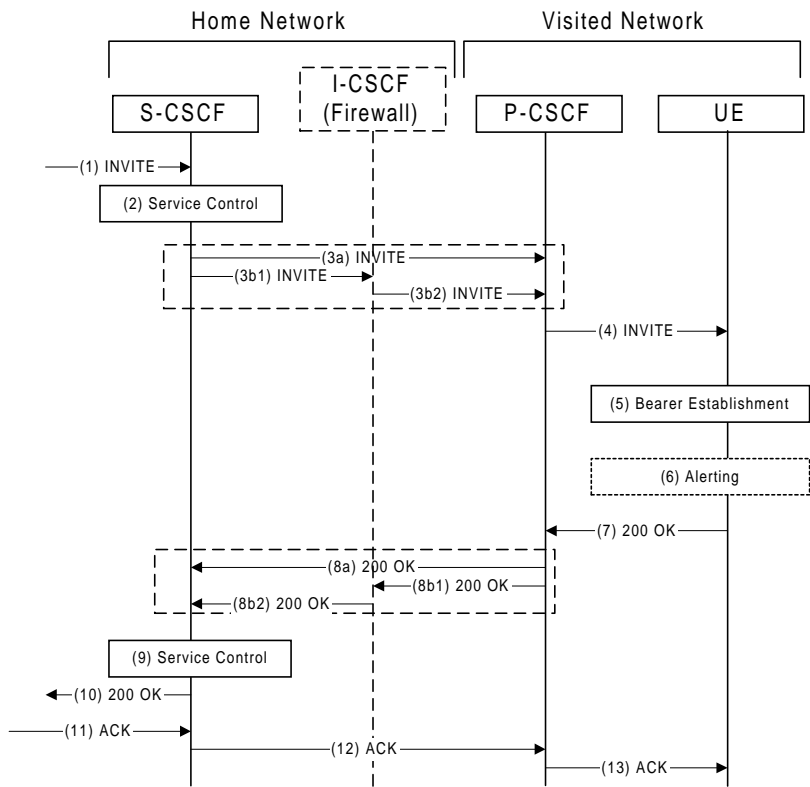 Home Network
Visited Network
I-CSCF
(Firewall)
S-CSCF
P-CSCF
UE
(1) INVITE
(2) Service Control
(3a) INVITE
(3b1) INVITE
(3b2) INVITE
(4) INVITE
(5) Bearer Establishment
(6) Alerting
(7) 200 OK
(8a) 200 OK
(8b1) 200 OK
(8b2) 200 OK
(9) Service Control
(10) 200 OK
(11) ACK
(12) ACK
(13) ACK